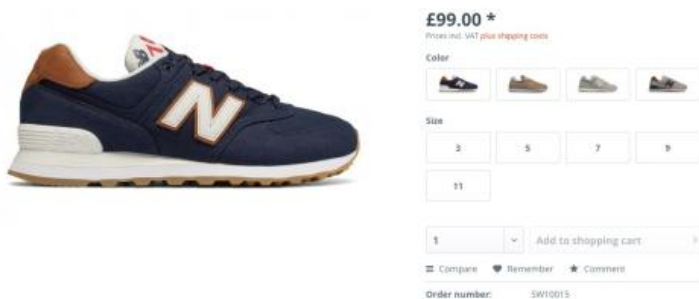 £99.00 *
Prices incl. VAT plus shipping costs
Color
Size
3 5 7 9
11
1 Add to shopping cart
Compare Remember Comment
Order number: SW10015
N